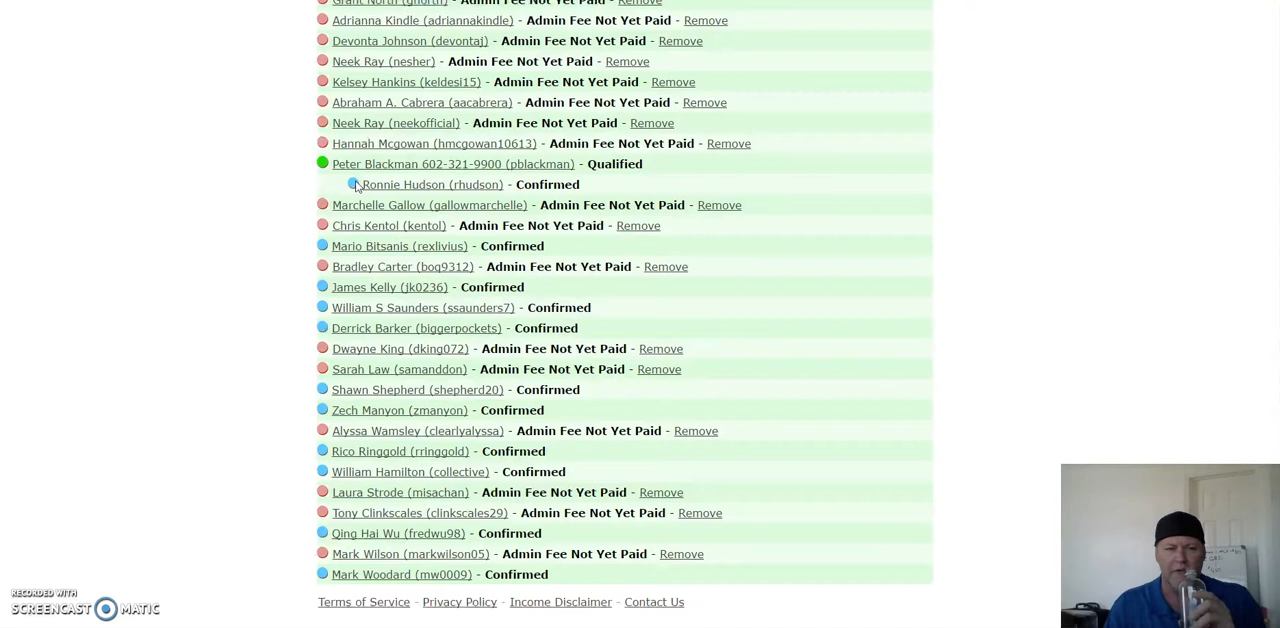 Grant North (gnorth) - Admin Fee Not Yet Paid - Remove
Adrianna Kindle (adriannakindle) - Admin Fee Not Yet Paid - Remove
Devonta Johnson (devontaj) - Admin Fee Not Yet Paid - Remove
Neek Ray (nesher) - Admin Fee Not Yet Paid - Remove
Kelsey Hankins (keldesi15) - Admin Fee Not Yet Paid - Remove
Abraham A. Cabrera (aacabrera) - Admin Fee Not Yet Paid - Remove
Neek Ray (neekofficial) - Admin Fee Not Yet Paid - Remove
Hannah Mcgowan (hmcgowan10613) - Admin Fee Not Yet Paid - Remove
Peter Blackman 602-321-9900 (pblackman) - Qualified
Ronnie Hudson (rhudson) - Confirmed
Marchelle Gallow (gallowmarchelle) - Admin Fee Not Yet Paid - Remove
Chris Kentol (kentol) - Admin Fee Not Yet Paid - Remove
Mario Bitsanis (rexlivius) - Confirmed
Bradley Carter (boq9312) - Admin Fee Not Yet Paid - Remove
James Kelly (jk0236) - Confirmed
William S Saunders (ssaunders7) - Confirmed
Derrick Barker (biggerpockets) - Confirmed
Dwayne King (dking072) - Admin Fee Not Yet Paid - Remove
Sarah Law (samanddon) - Admin Fee Not Yet Paid - Remove
Shawn Shepherd (shepherd20) - Confirmed
Zech Manyon (zmanyon) - Confirmed
Alyssa Wamsley (clearlyalyssa) - Admin Fee Not Yet Paid - Remove
Rico Ringgold (rringgold) - Confirmed
William Hamilton (collective) - Confirmed
Laura Strode (misachan) - Admin Fee Not Yet Paid - Remove
Tony Clinkscales (clinkscales29) - Admin Fee Not Yet Paid - Remove
Qing Hai Wu (fredwu98) - Confirmed
Mark Wilson (markwilson05) - Admin Fee Not Yet Paid - Remove
Mark Woodard (mw0009) - Confirmed
Terms of Service - Privacy Policy - Income Disclaimer - Contact Us
RECORDED WITH
SCREENCAST MATIC